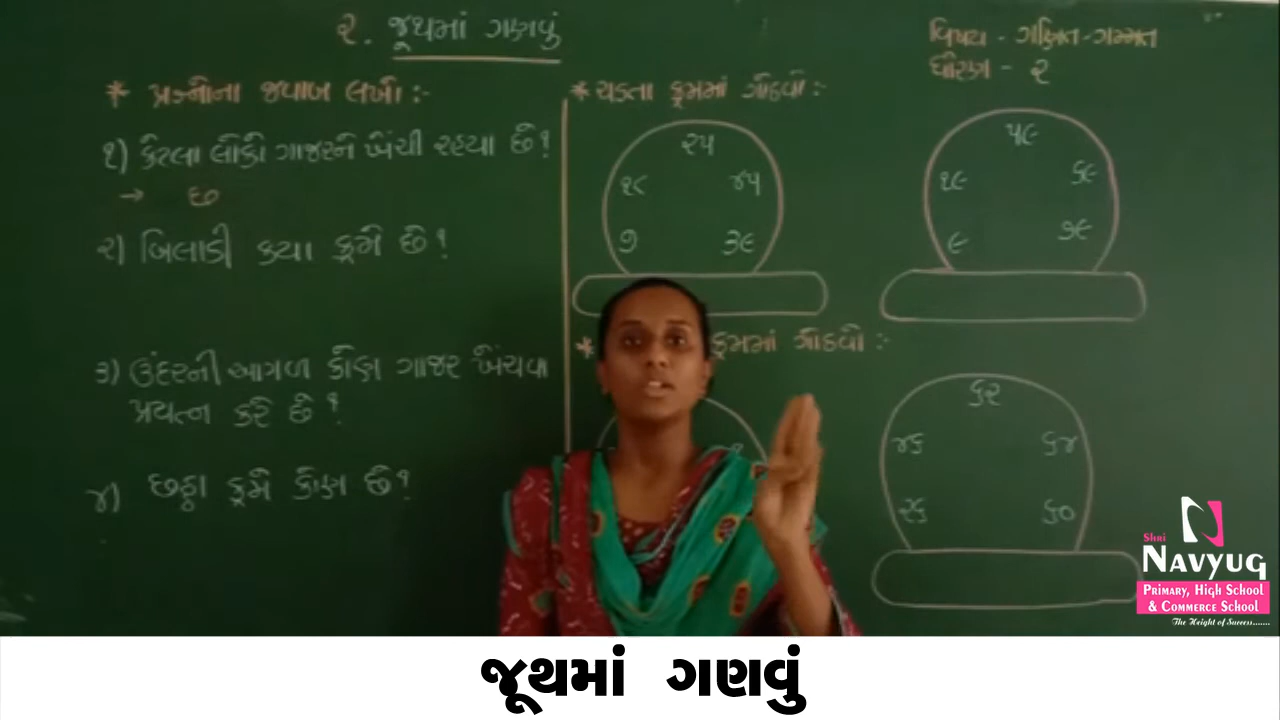 ૨. જૂથમાં ગણવું
વિષય - ગણિત-ગમ્મત
ધોરણ - ૨
* પ્રશ્નોના જવાબ લખો :-
૧) કેટલા લોકો ગાજરને ખેંચી રહ્યા છે?
→ છ
૨) બિલાડી કયા ક્રમે છે?
૩) ઉંદરની આગળ કોણ ગાજર ખેંચવા
પ્રયત્ન કરે છે?
૪) છઠ્ઠા ક્રમે કોણ છે?
* ચડતા ક્રમમાં ગોઠવો :-
૨૫
૧૮ ૪૫
૭ ૩૯
૫૯
૧૯ ૬૯
૯ ૭૯
* ક્રમમાં ગોઠવો :-
૬૨
૪૬ ૬૪
૨૬ ૬૦
Shri
NAVYUG
PRIMARY, HIGH SCHOOL
& COMMERCE SCHOOL
The Height of Success.......
જૂથમાં ગણવું